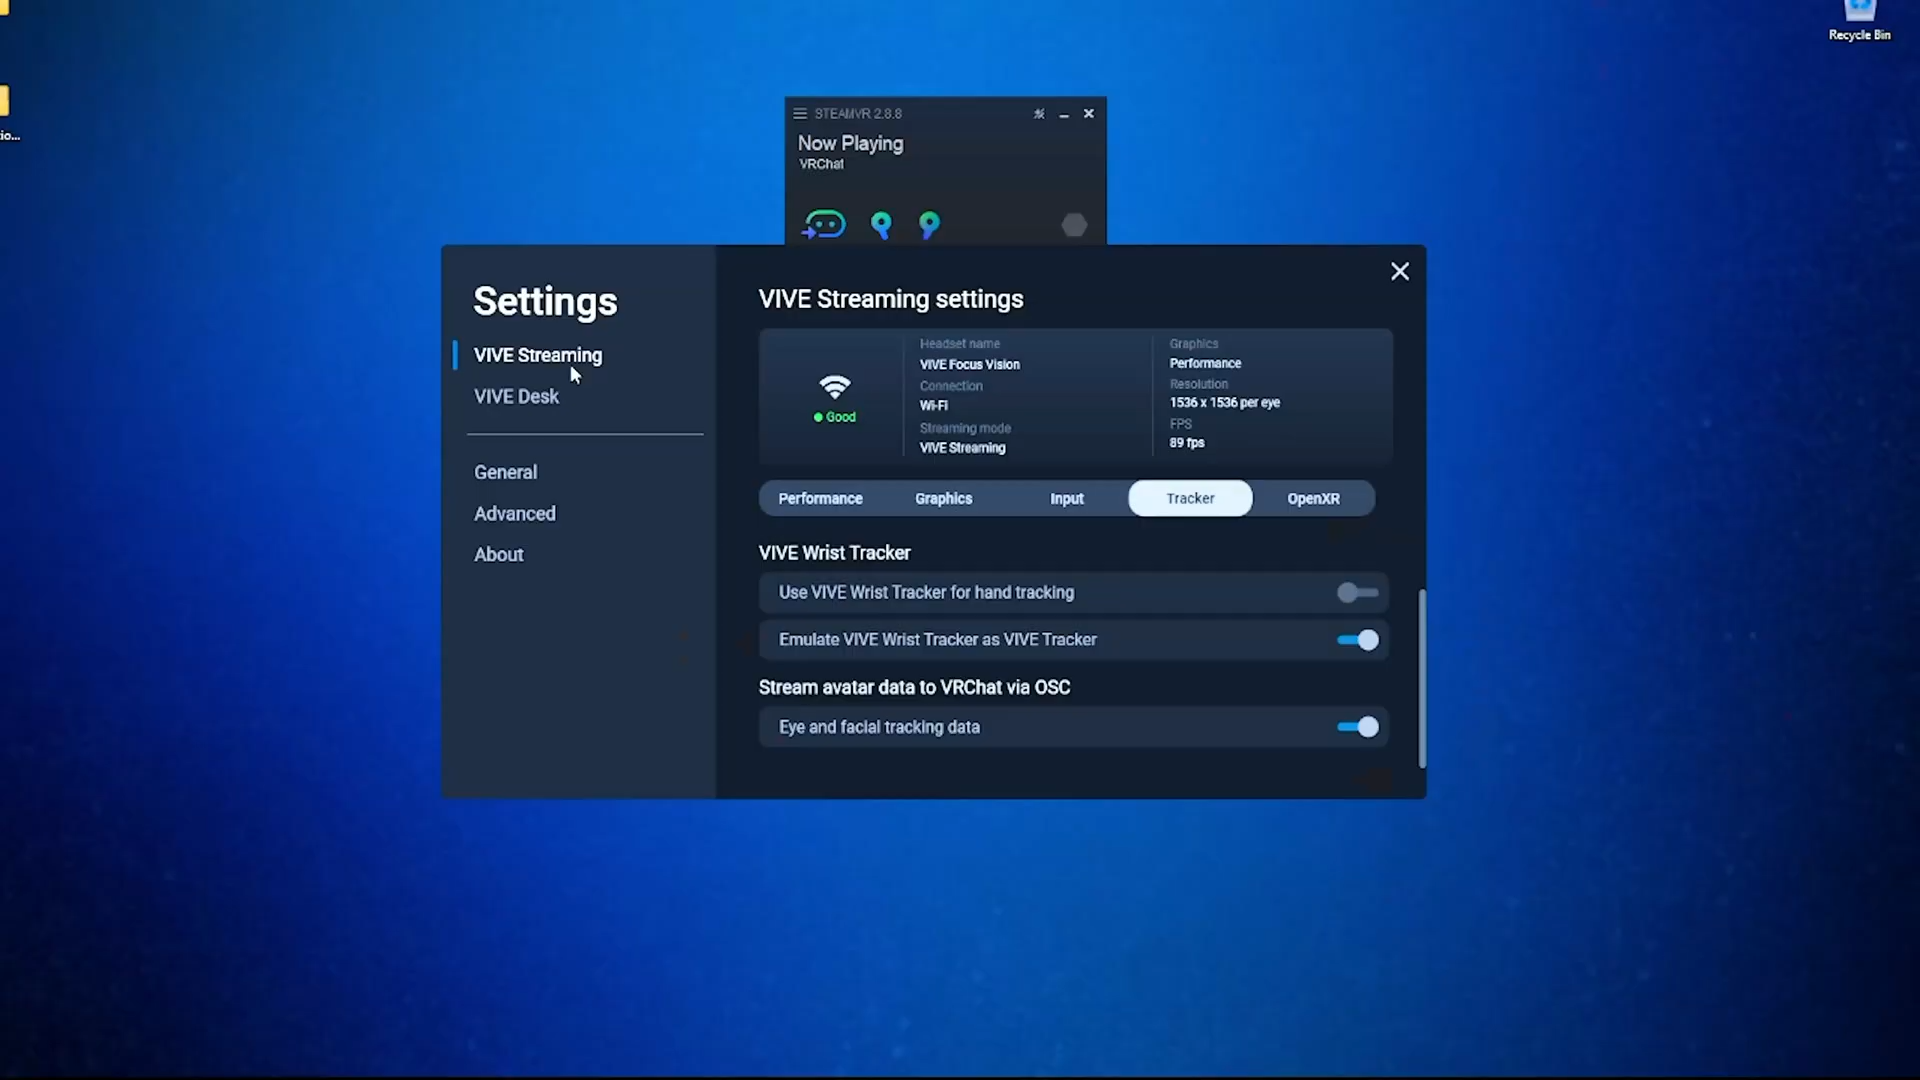 Recycle Bin
io...
STEAMVR 2.8.8
Now Playing
VRChat
Settings
VIVE Streaming
VIVE Desk
General
Advanced
About
VIVE Streaming settings
Good
Headset name
VIVE Focus Vision
Connection
Wi-Fi
Streaming mode
VIVE Streaming
Graphics
Performance
Resolution
1536 x 1536 per eye
FPS
89 fps
Performance Graphics Input Tracker OpenXR
VIVE Wrist Tracker
Use VIVE Wrist Tracker for hand tracking
Emulate VIVE Wrist Tracker as VIVE Tracker
Stream avatar data to VRChat via OSC
Eye and facial tracking data